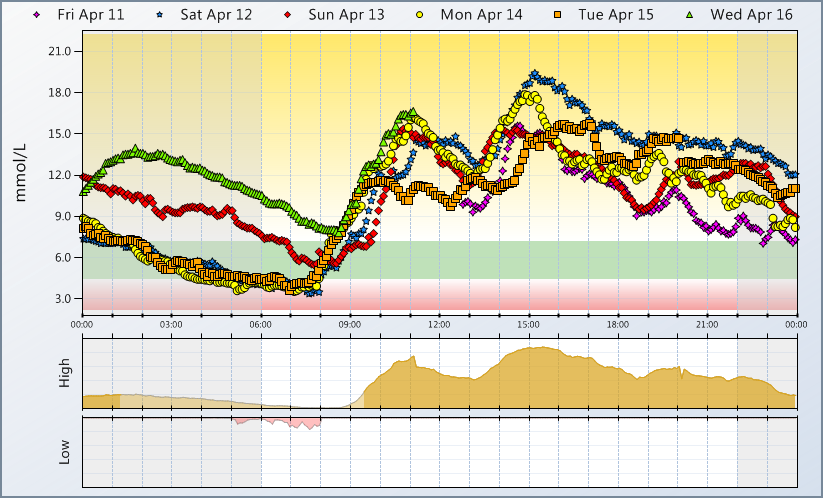 Fri Apr 11 Sat Apr 12 Sun Apr 13 Mon Apr 14 Tue Apr 15 Wed Apr 16
mmol/L
21.0
18.0
15.0
12.0
9.0
6.0
3.0
00:00 03:00 06:00 09:00 12:00 15:00 18:00 21:00 00:00
High
Low